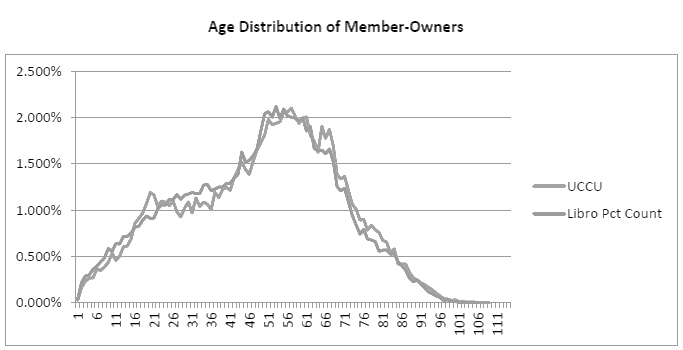 Age Distribution of Member-Owners
2.500%
2.000%
1.500%
1.000%
0.500%
0.000%
1 6 11 16 21 26 31 36 41 46 51 56 61 66 71 76 81 86 91 96 101 106 111
UCCU
Libro Pct Count